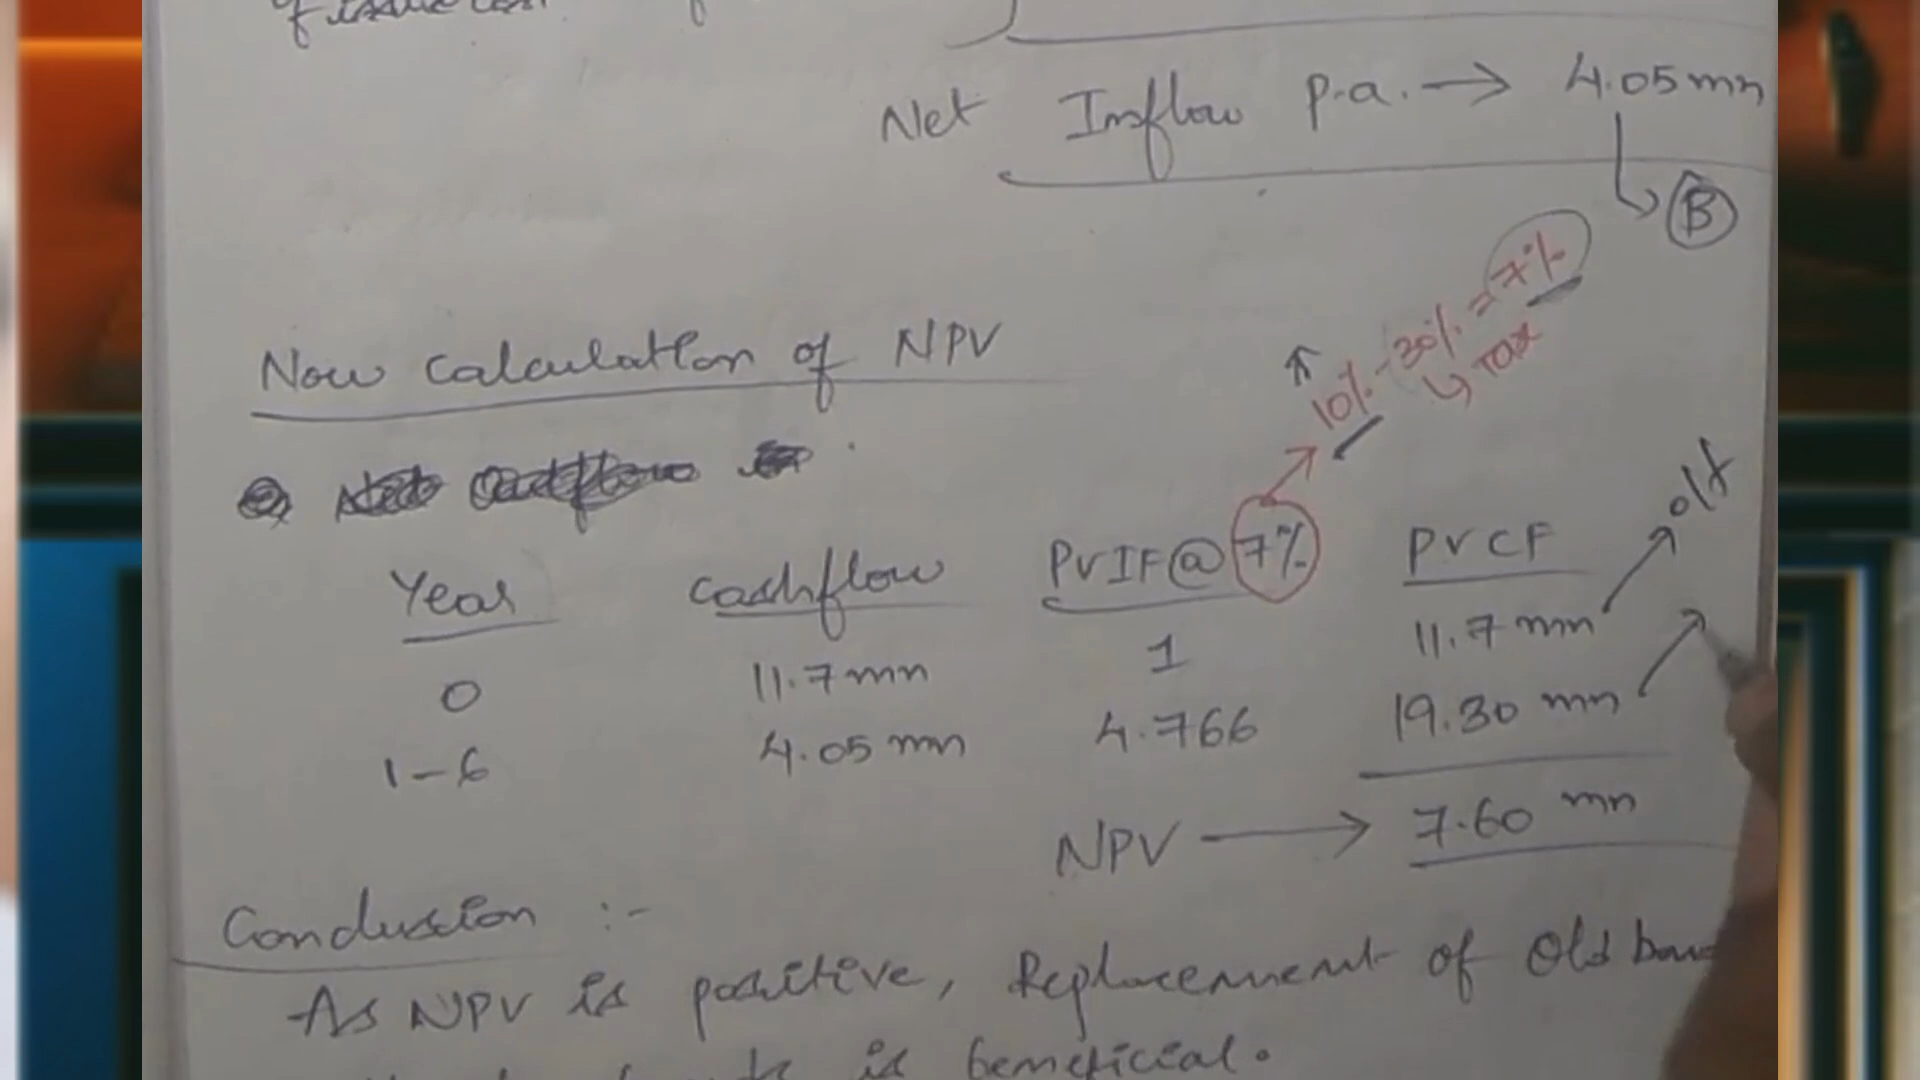 Net Inflow p.a. → 4.05 mn
B
Now Calculation of NPV
10% - 30% = 7%
↳ Tax
Year Cashflow PVIF@ 7% PVCF
0 11.7 mn 1 11.7 mn → o/f
1-6 4.05 mn 4.766 19.30 mn
NPV → 7.60 mn
Conclusion :-
As NPV is positive, Replacement of Old
is beneficial.